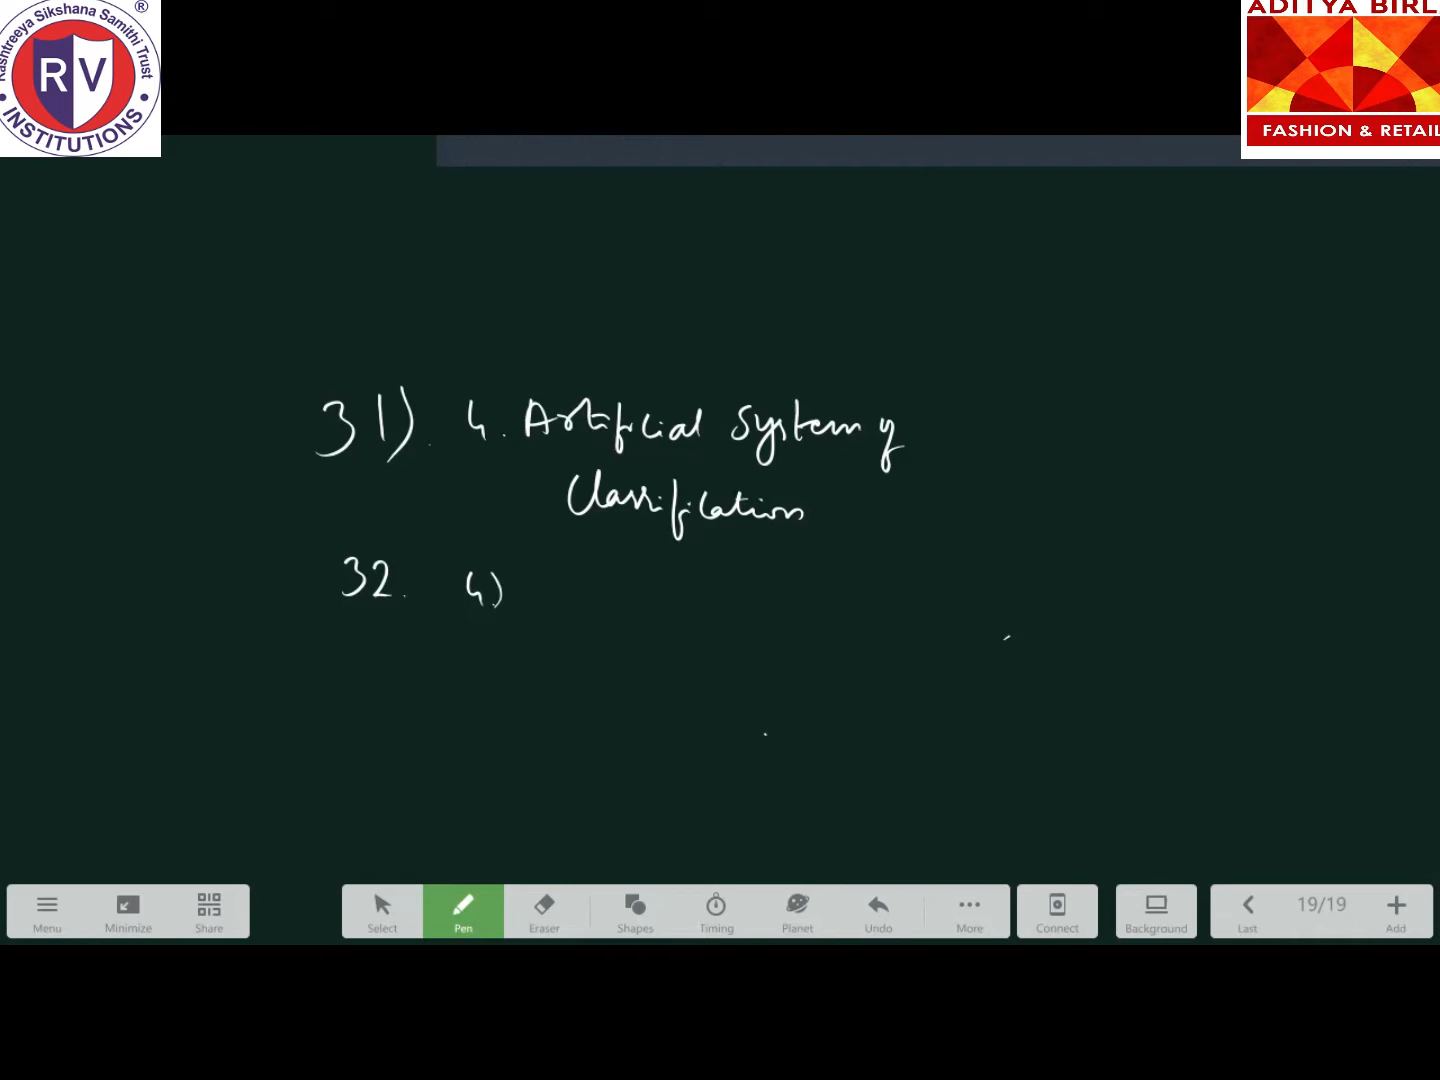 Rashtreeya Sikshana Samithi Trust
®
RV
INSTITUTIONS
ADITYA BIRL
FASHION & RETAIL
31). 4. Artificial System of
Classification
32. 4)
Menu Minimize Share Select Pen Eraser Shapes Timing Planet Undo More Connect Background Last 19/19 Add